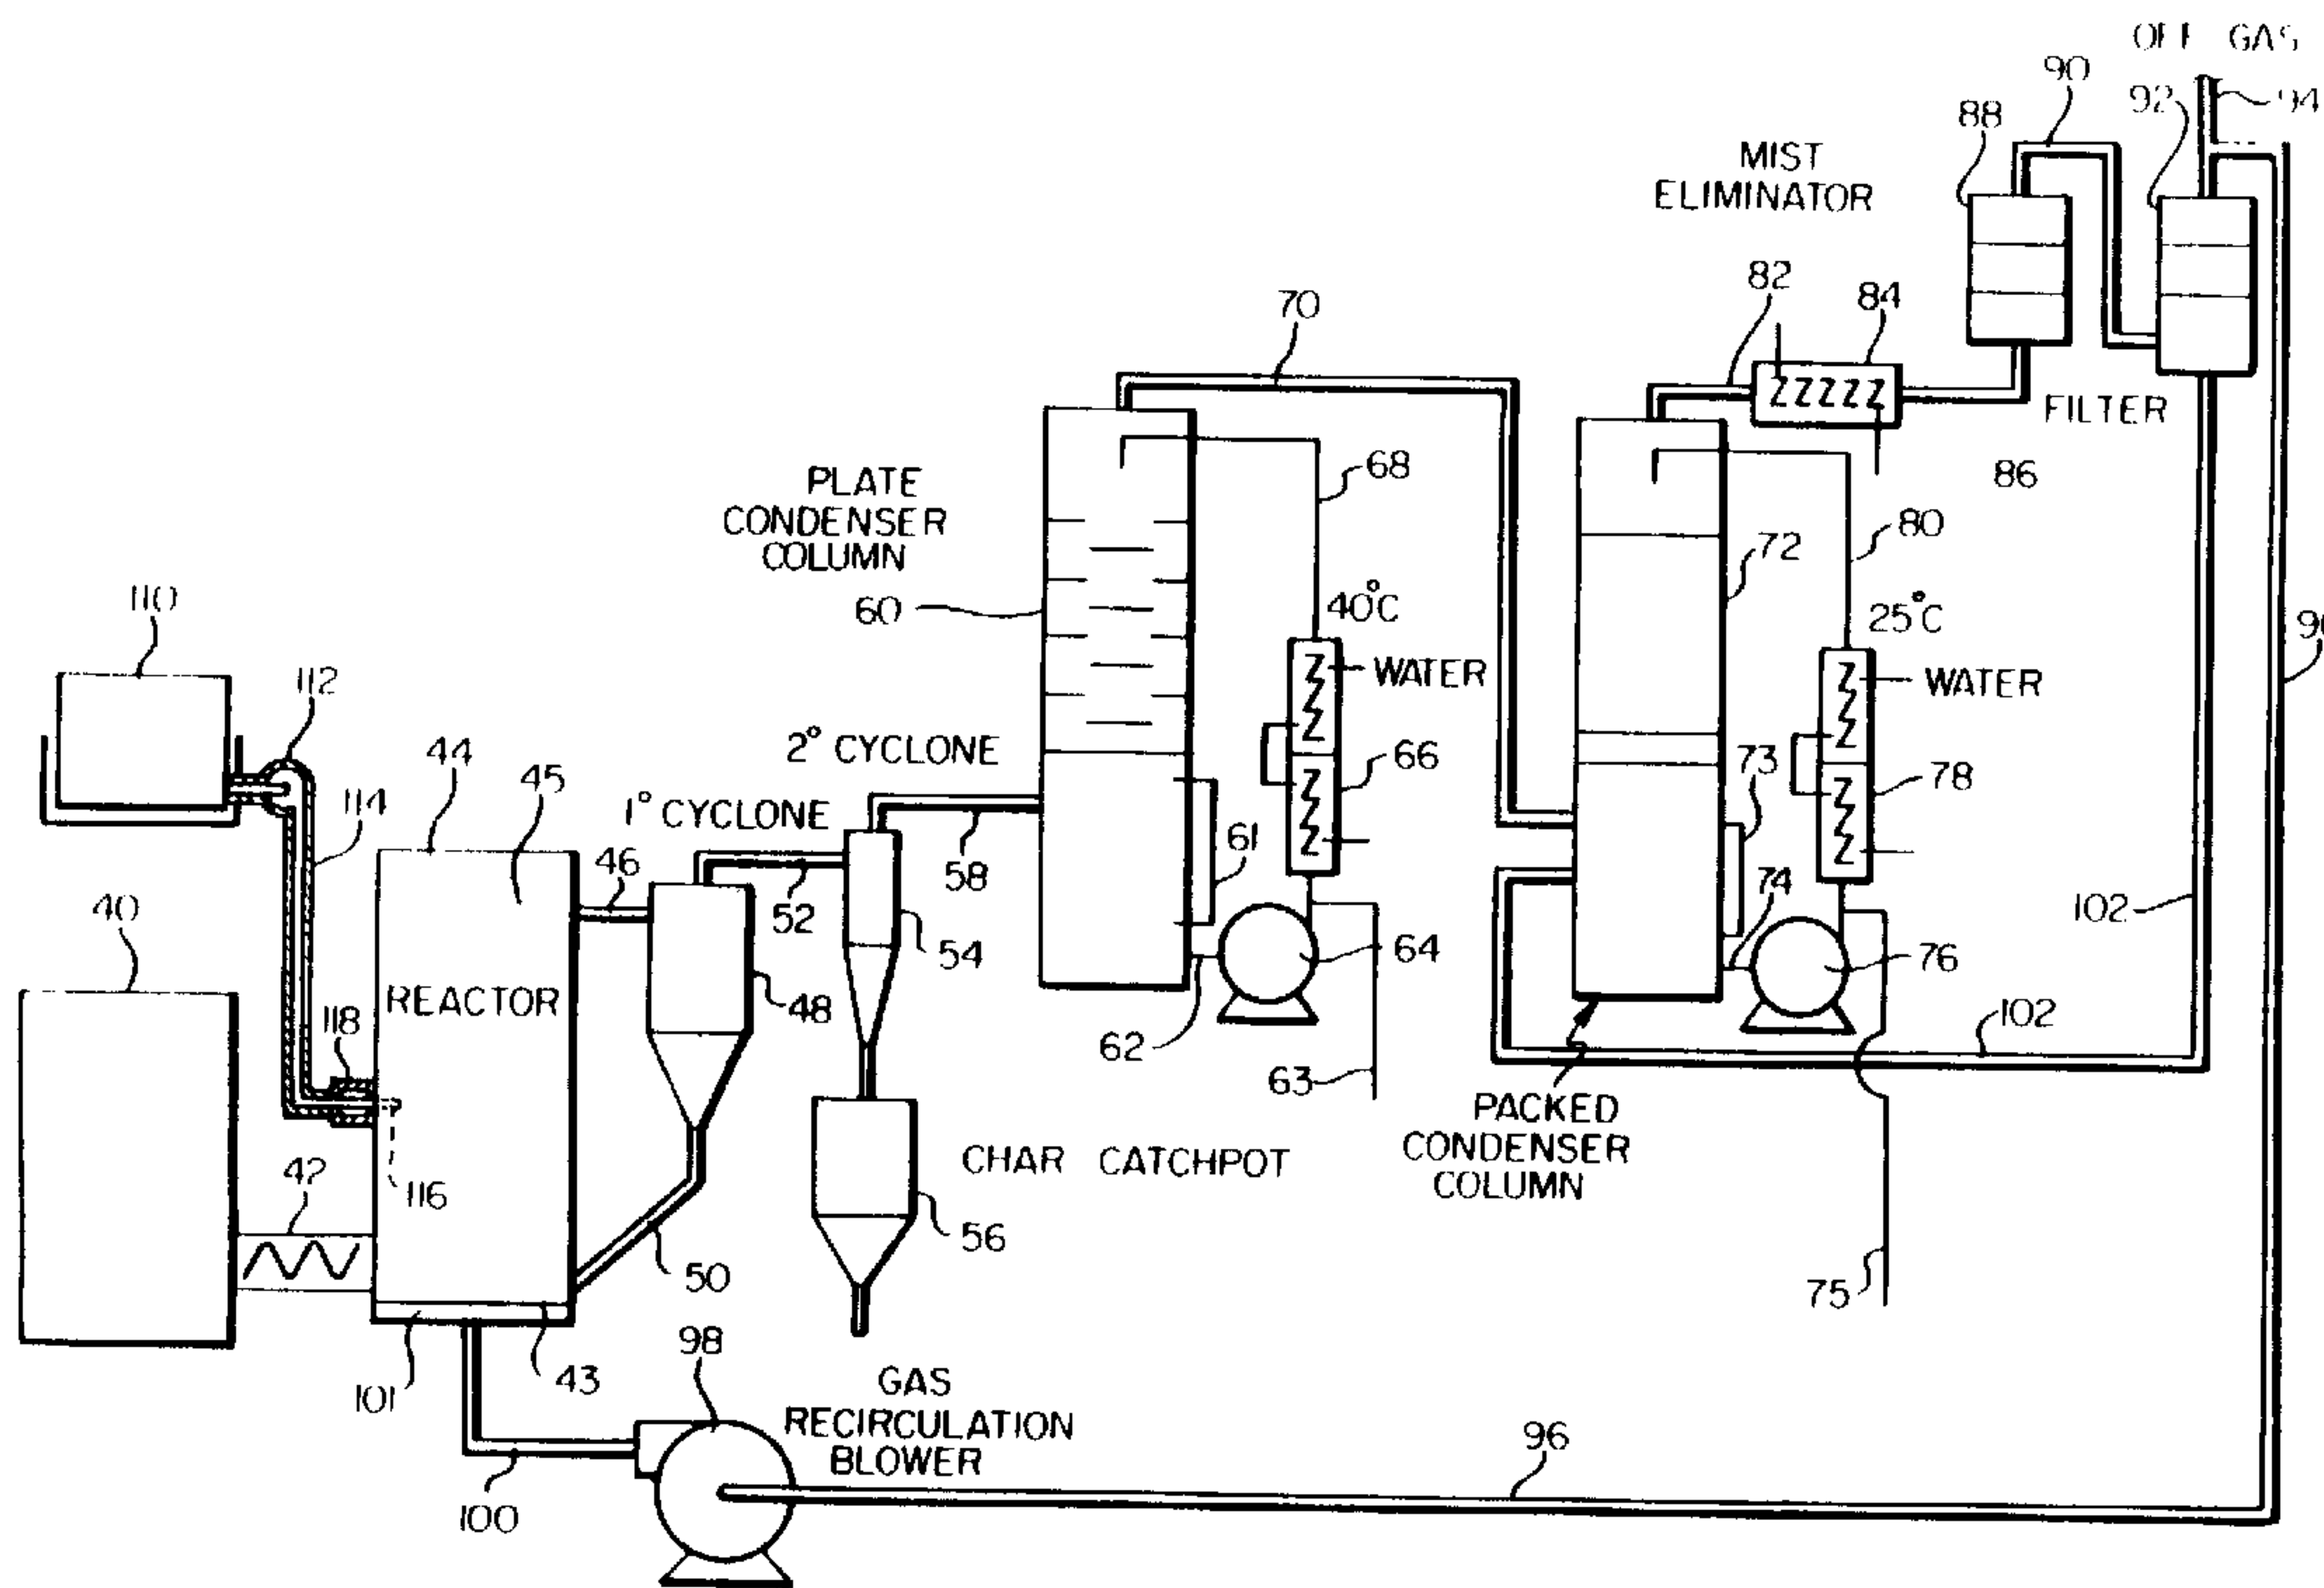 OFF GAS
90
92
94
88
MIST
ELIMINATOR
82
84
70
FILTER
86
PLATE
CONDENSER
COLUMN
68
80
72
60
40°C
25°C
110
WATER
WATER
112
2° CYCLONE
44
45
66
73
78
114
1° CYCLONE
46
61
58
52
74
40
54
102
64
76
REACTOR
48
118
102
62
63
PACKED
CONDENSER
COLUMN
CHAR CATCHPOT
42
116
56
50
75
98
43
101
GAS
RECIRCULATION
BLOWER
96
100